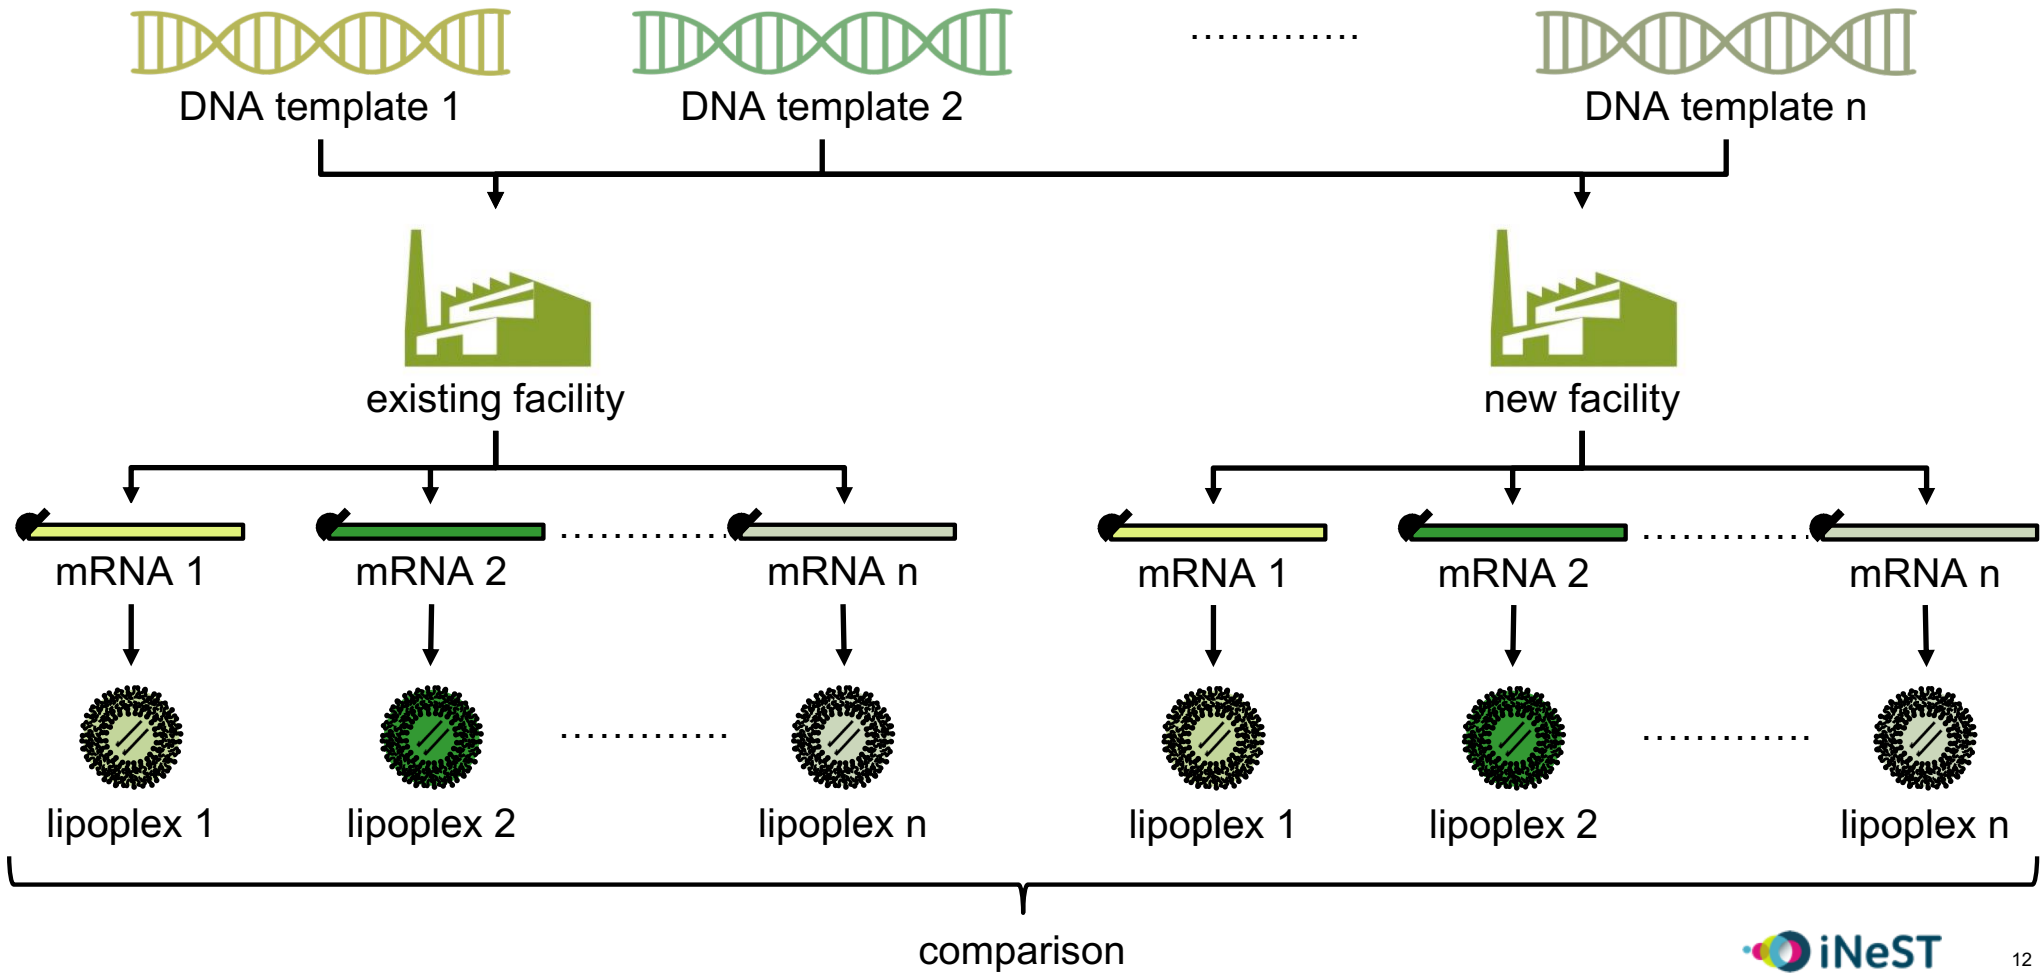 DNA template 1
DNA template 2
.............
DNA template n
existing facility
new facility
mRNA 1
mRNA 2
.............
mRNA n
mRNA 1
mRNA 2
.............
mRNA n
lipoplex 1
lipoplex 2
.............
lipoplex n
lipoplex 1
lipoplex 2
.............
lipoplex n
comparison
iNeST
12